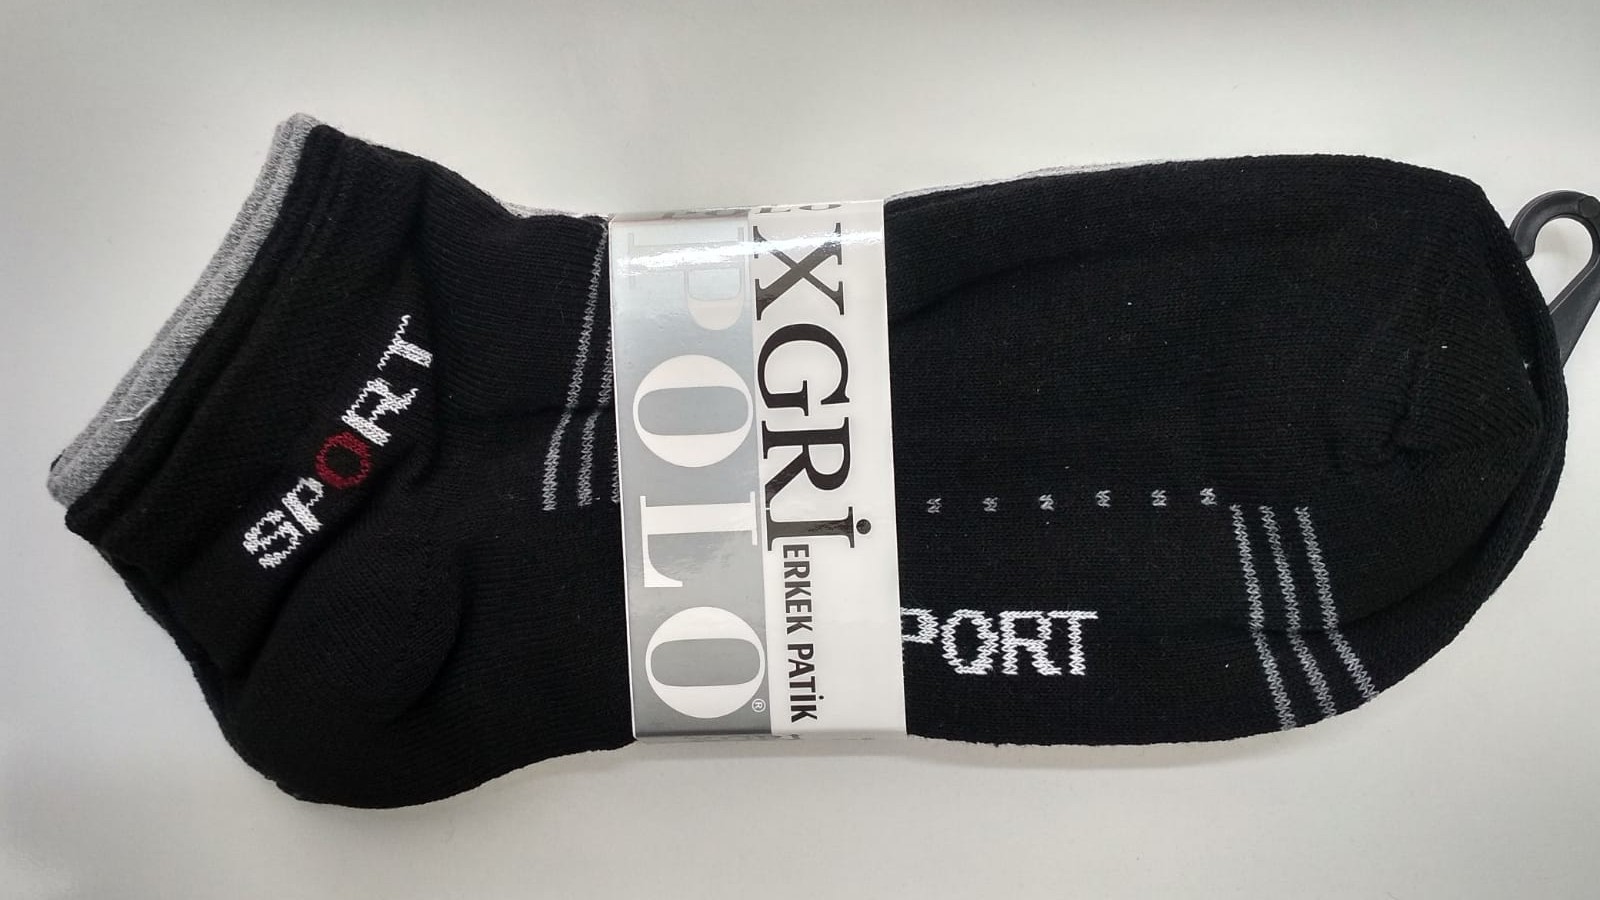 SPORT
POLO®
XGRİ
ERKEK PATİK
PORT